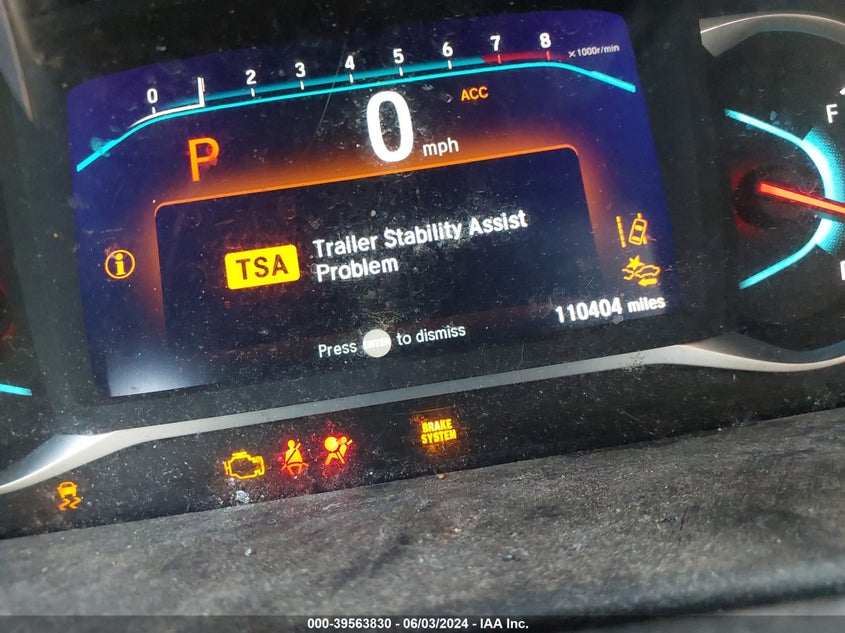 0 2 3 4 5 6 7 8 ×1000r/min
0 mph
ACC
P
F
TSA
Trailer Stability Assist
Problem
110404 miles
Press ENTER to dismiss
BRAKE
SYSTEM
000-39563830 - 06/03/2024 - IAA Inc.